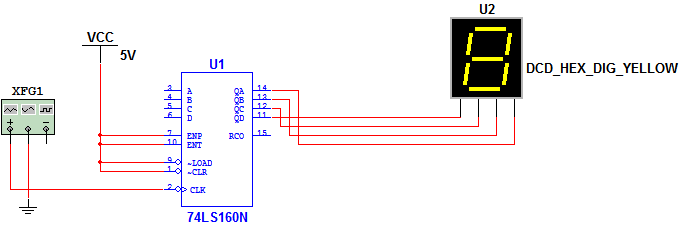 VCC
5V
XFG1
U1
U2
DCD_HEX_DIG_YELLOW
3 A QA 14
4 B QB 13
5 C QC 12
6 D QD 11
7 ENP RCO 15
10 ENT
9 ~LOAD
1 ~CLR
2 CLK
74LS160N